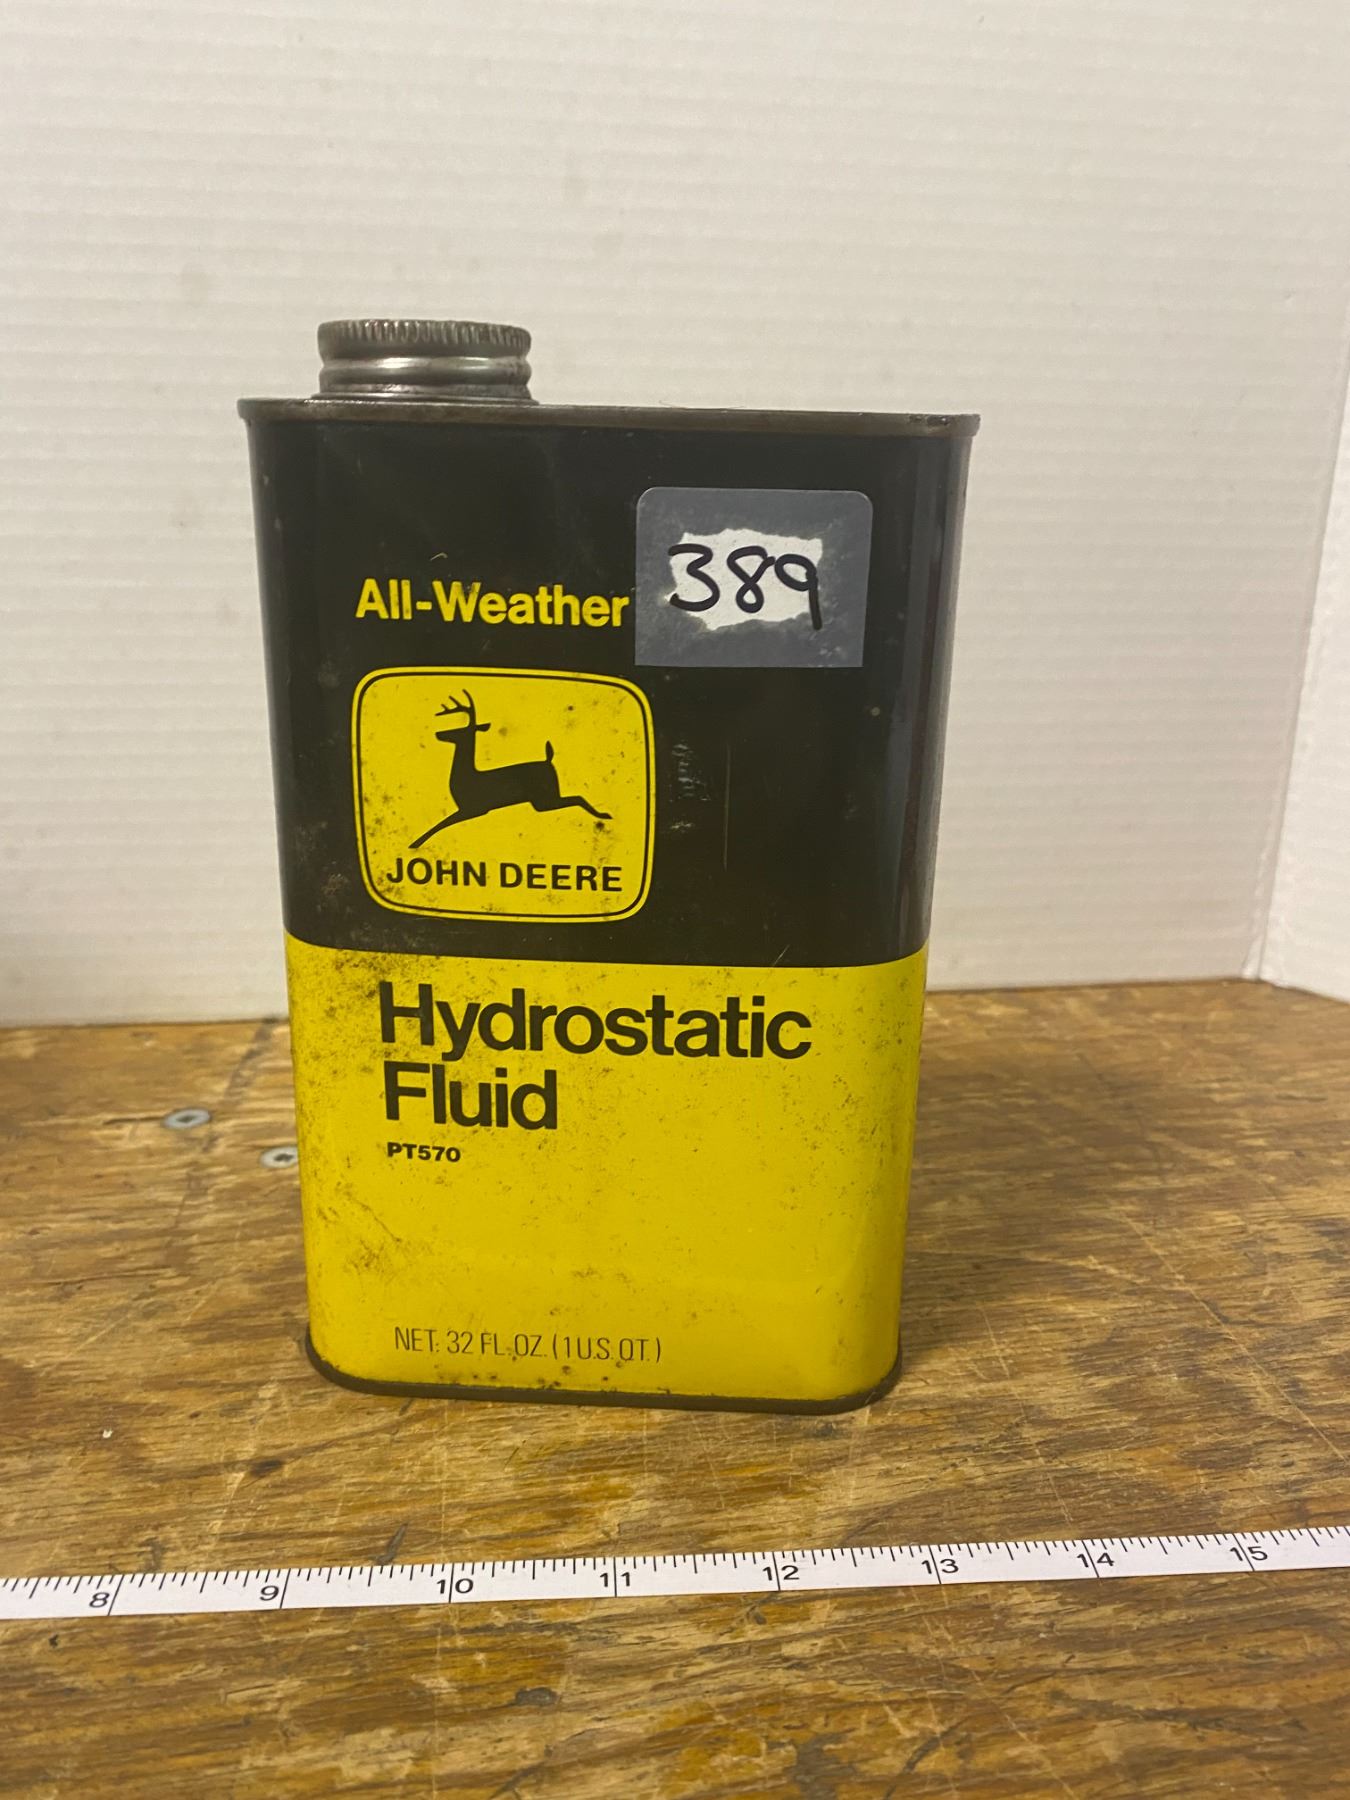 389
All-Weather
JOHN DEERE
Hydrostatic
Fluid
PT570
NET. 32 FL. OZ. (1 U.S. QT.)
8 9 10 11 12 13 14 15